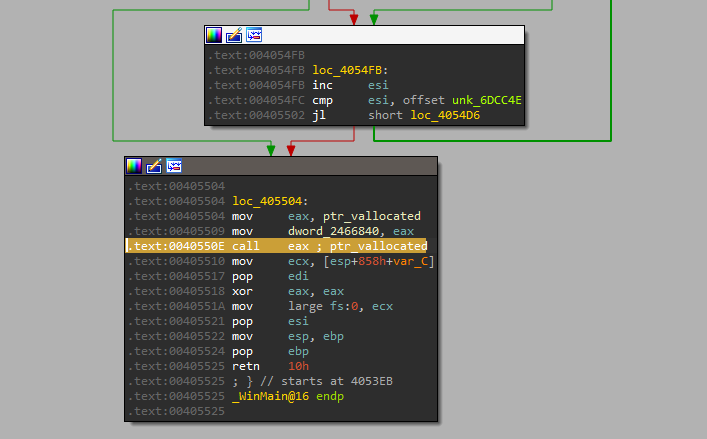 .text:004054FB
.text:004054FB loc_4054FB:
.text:004054FB inc     esi
.text:004054FC cmp     esi, offset unk_6DCC4E
.text:00405502 jl      short loc_4054D6
.text:00405504
.text:00405504 loc_405504:
.text:00405504 mov     eax, ptr_vallocated
.text:00405509 mov     dword_2466840, eax
.text:0040550E call    eax ; ptr_vallocated
.text:00405510 mov     ecx, [esp+858h+var_C]
.text:00405517 pop     edi
.text:00405518 xor     eax, eax
.text:0040551A mov     large fs:0, ecx
.text:00405521 pop     esi
.text:00405522 mov     esp, ebp
.text:00405524 pop     ebp
.text:00405525 retn    10h
.text:00405525 ; } // starts at 4053EB
.text:00405525 _WinMain@16 endp
.text:00405525